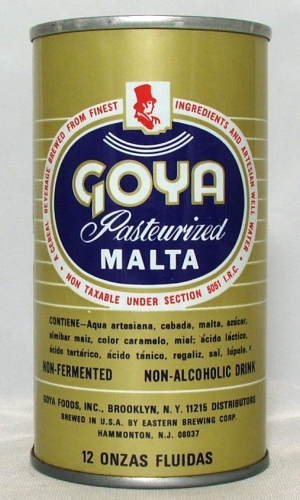 A CEREAL BEVERAGE BREWED FROM FINEST INGREDIENTS AND ARTESIAN WELL WATER
• NON TAXABLE UNDER SECTION 5051 I.R.C. •
GOYA
Pasteurized
MALTA
CONTIENE—Agua artesiana, cebada, malta, azúcar,
almibar maiz, color caramelo, miel; ácido láctico,
ácido tartárico, ácido tánico, regaliz, sal, lúpulo.
NON-FERMENTED NON-ALCOHOLIC DRINK
GOYA FOODS, INC., BROOKLYN, N. Y. 11215 DISTRIBUTORS
BREWED IN U.S.A. BY EASTERN BREWING CORP.
HAMMONTON, N.J. 08037
12 ONZAS FLUIDAS